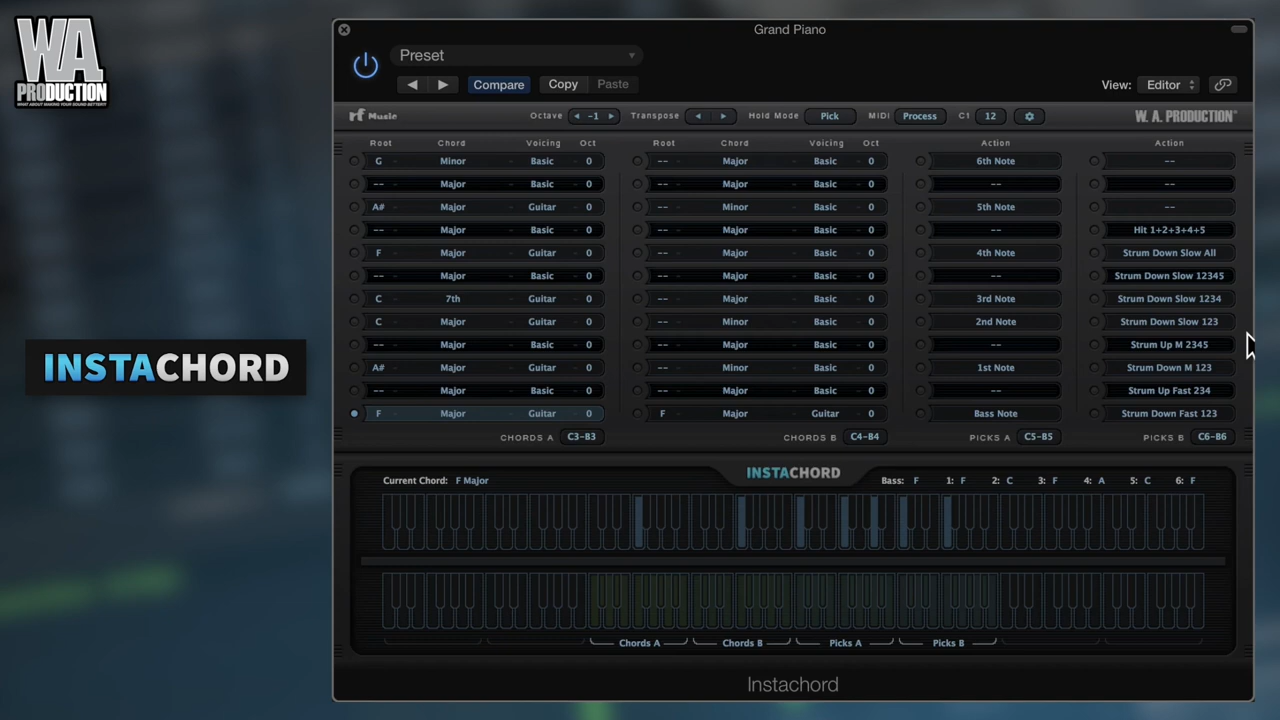 WA
PRODUCTION
WHAT ABOUT MAKING YOUR SOUND BETTER?
INSTACHORD
Grand Piano
Preset
Compare Copy Paste View: Editor
rf Music Octave -1 Transpose Hold Mode Pick MIDI Process C1 12 W. A. PRODUCTION
Root Chord Voicing Oct Root Chord Voicing Oct Action Action
G Minor Basic 0 -- Major Basic 0 6th Note --
-- Major Basic 0 -- Major Basic 0 -- --
A# Major Guitar 0 -- Minor Basic 0 5th Note --
-- Major Basic 0 -- Major Basic 0 -- Hit 1+2+3+4+5
F Major Guitar 0 -- Minor Basic 0 4th Note Strum Down Slow All
-- Major Basic 0 -- Major Basic 0 -- Strum Down Slow 12345
C 7th Guitar 0 -- Major Basic 0 3rd Note Strum Down Slow 1234
C Major Guitar 0 -- Minor Basic 0 2nd Note Strum Down Slow 123
-- Major Basic 0 -- Major Basic 0 -- Strum Up M 2345
A# Major Guitar 0 -- Minor Basic 0 1st Note Strum Down M 123
-- Major Basic 0 -- Major Basic 0 -- Strum Up Fast 234
F Major Guitar 0 F Major Guitar 0 Bass Note Strum Down Fast 123
CHORDS A C3-B3 CHORDS B C4-B4 PICKS A C5-B5 PICKS B C6-B6
INSTACHORD
Current Chord: F Major Bass: F 1: F 2: C 3: F 4: A 5: C 6: F
Chords A Chords B Picks A Picks B
Instachord